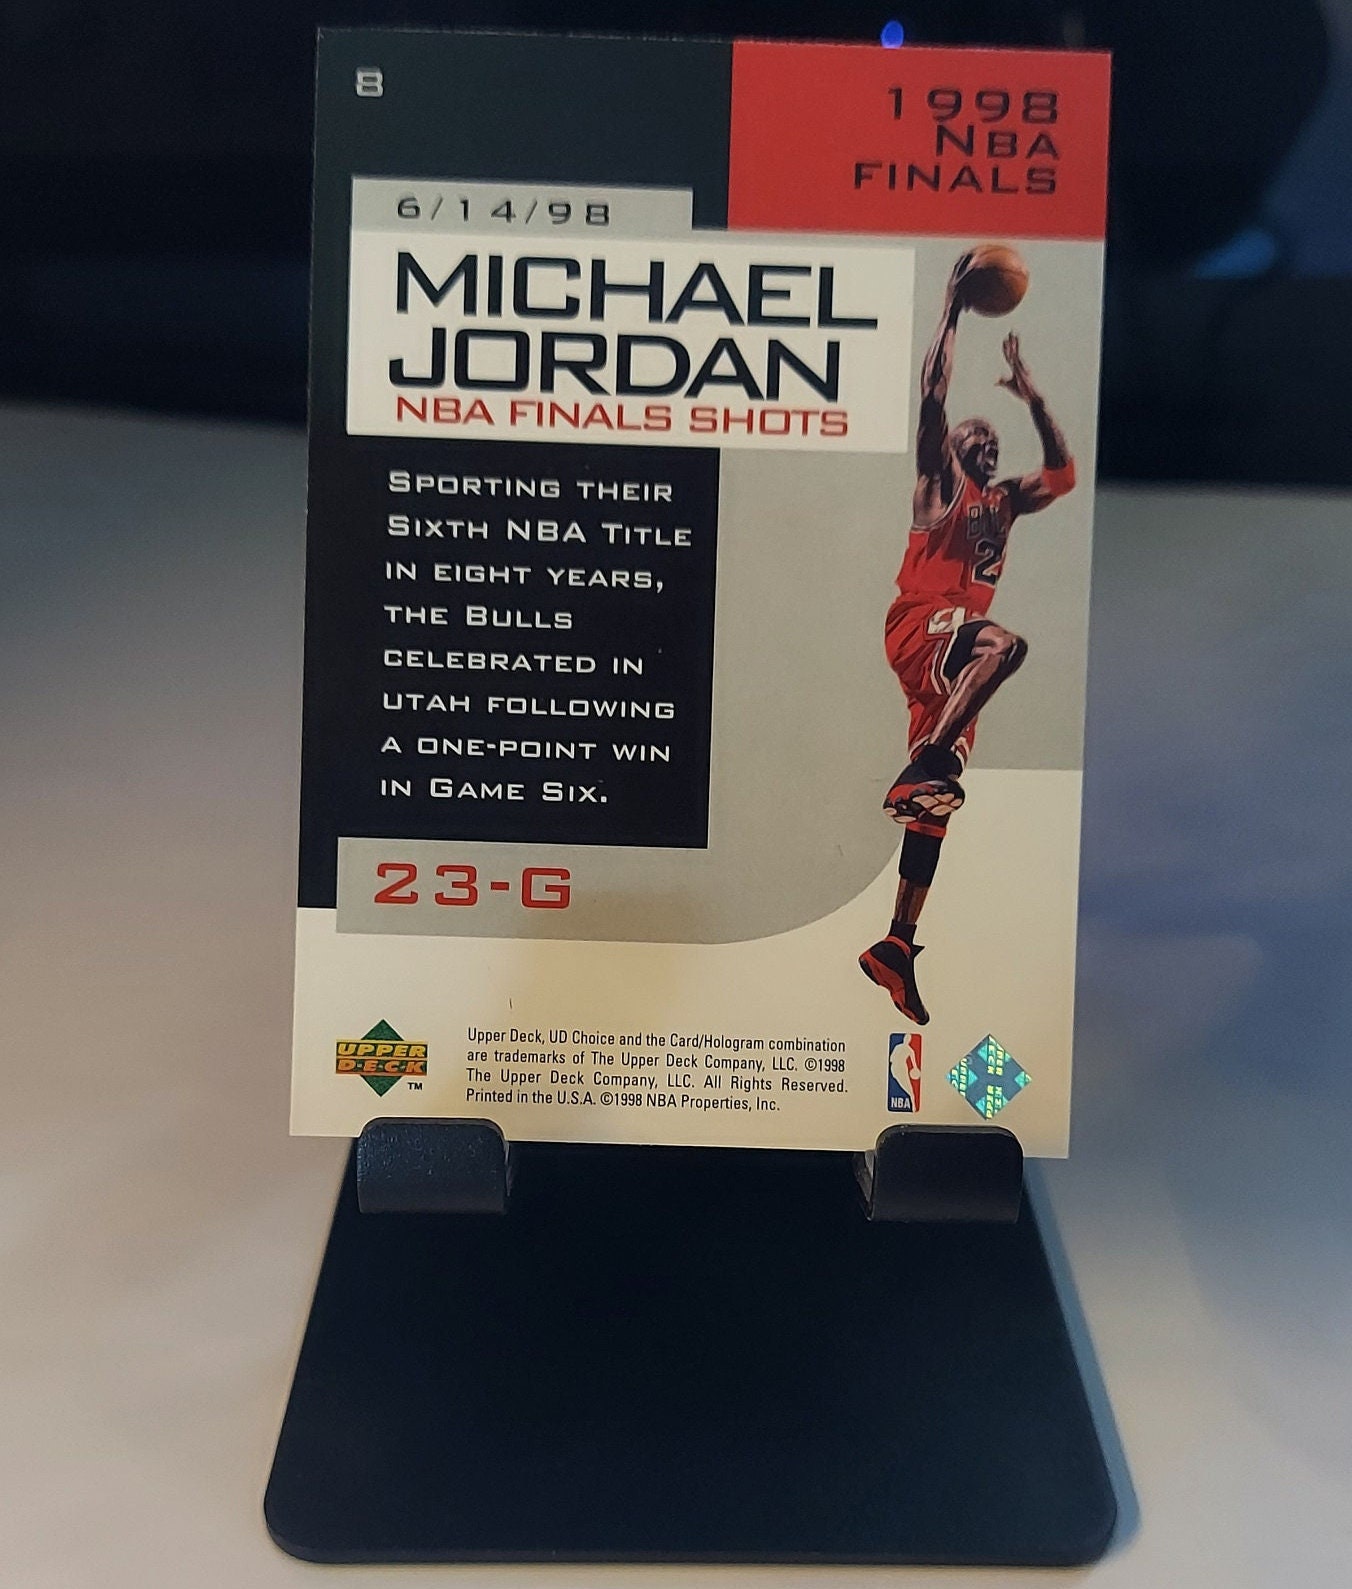 8
1998
NBA
FINALS
6/14/98
MICHAEL
JORDAN
NBA FINALS SHOTS
SPORTING THEIR
SIXTH NBA TITLE
IN EIGHT YEARS,
THE BULLS
CELEBRATED IN
UTAH FOLLOWING
A ONE-POINT WIN
IN GAME SIX.
23-G
UPPER
DECK
TM
Upper Deck, UD Choice and the Card/Hologram combination
are trademarks of The Upper Deck Company, LLC. ©1998
The Upper Deck Company, LLC. All Rights Reserved.
Printed in the U.S.A. ©1998 NBA Properties, Inc.
NBA